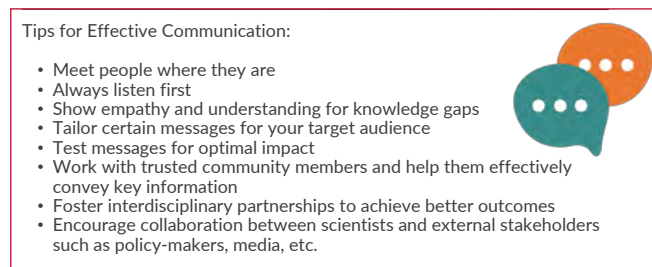 Tips for Effective Communication:
• Meet people where they are
• Always listen first
• Show empathy and understanding for knowledge gaps
• Tailor certain messages for your target audience
• Test messages for optimal impact
• Work with trusted community members and help them effectively
convey key information
• Foster interdisciplinary partnerships to achieve better outcomes
• Encourage collaboration between scientists and external stakeholders
such as policy-makers, media, etc.